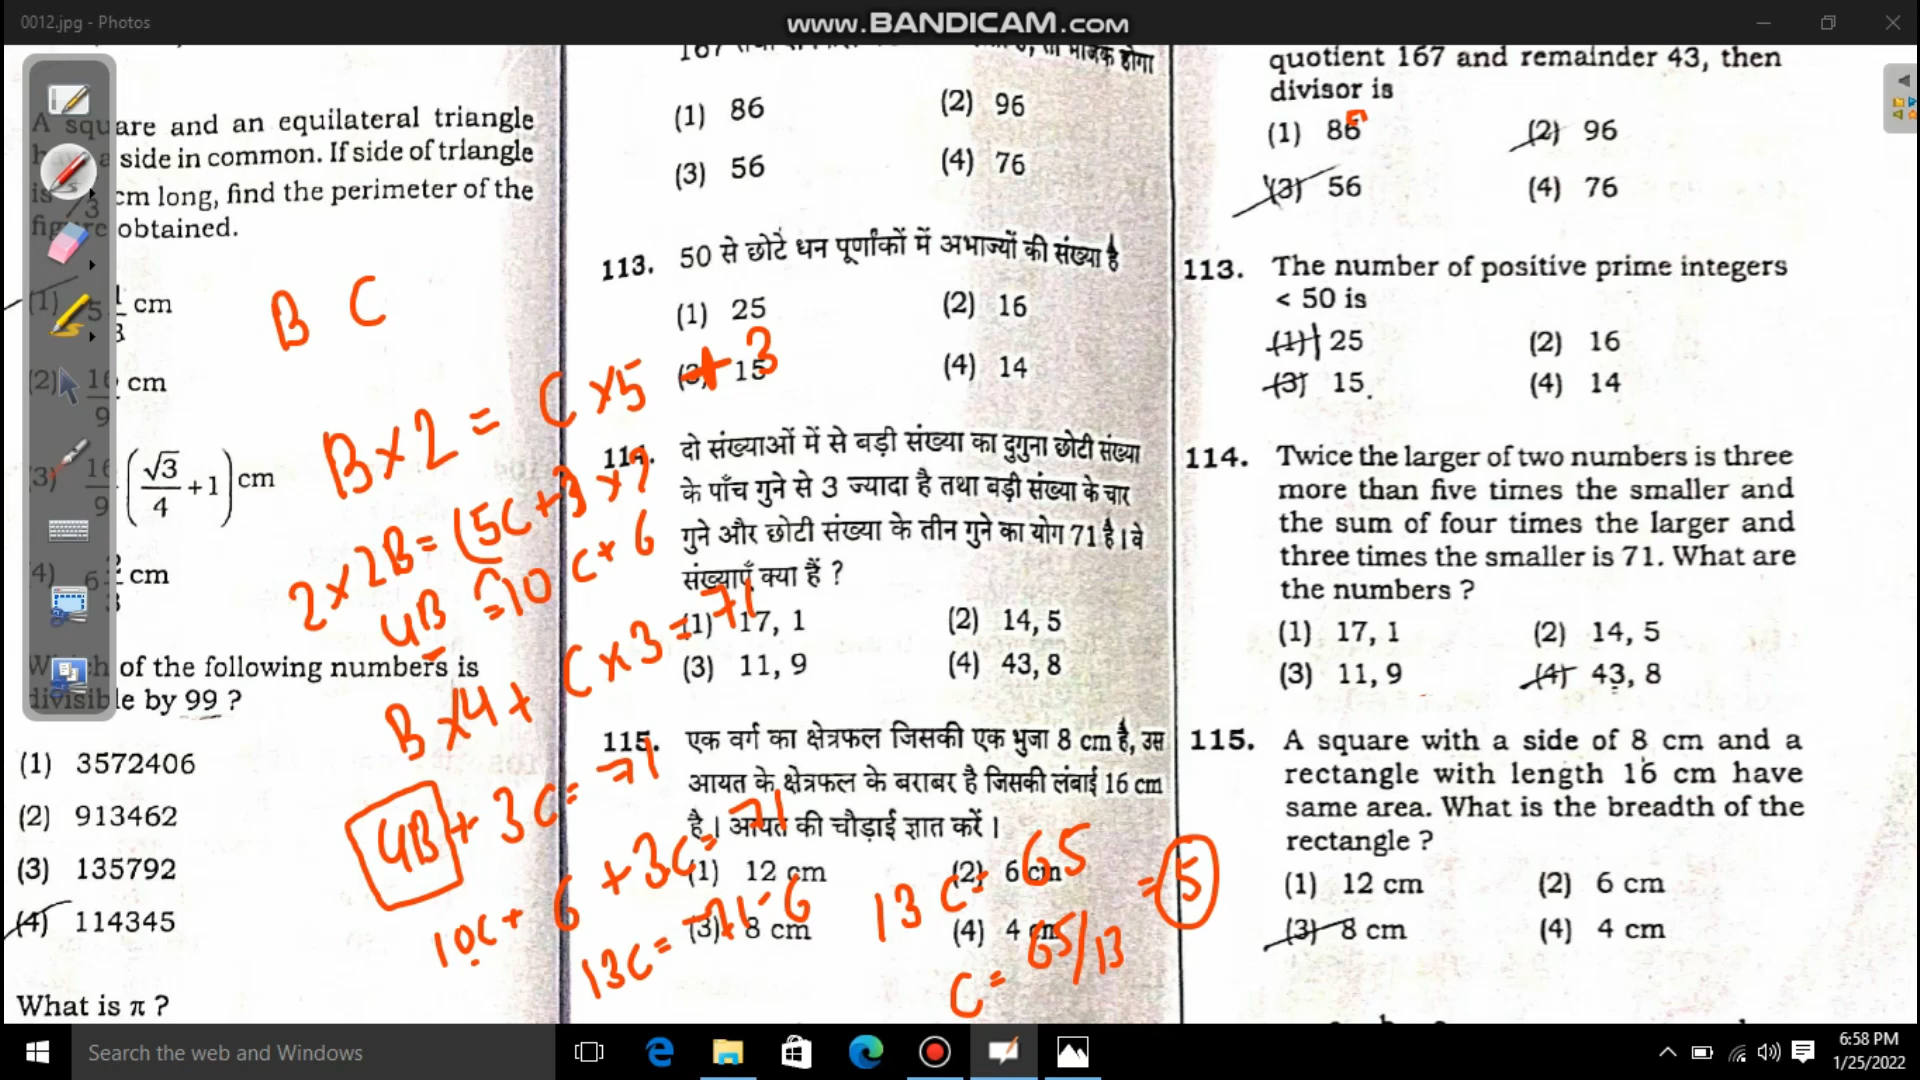 0012.jpg - Photos
www.BANDICAM.com
A square and an equilateral triangle
have a side in common. If side of triangle
is /3 cm long, find the perimeter of the
figure obtained.
(1) 5 1/3 cm
(2) 16/9 cm
(3) 16/9 (√3/4 + 1) cm
(4) 6 2/3 cm
Which of the following numbers is
divisible by 99 ?
(1) 3572406
(2) 913462
(3) 135792
(4) 114345
What is π ?
B C
B×2 = C×5 + 3
2×2B = (5C+3 ×2
4B = 10C + 6
B×4 + C×3 = 71
4B + 3C = 71
10C + 6 + 3C = 71
13C = 71 - 6
13C = 65
C = 65/13 = 5
भाजक होगा
(1) 86 (2) 96
(3) 56 (4) 76
113. 50 से छोटे धन पूर्णांकों में अभाज्यों की संख्या है
(1) 25 (2) 16
(3) 15 (4) 14
114. दो संख्याओं में से बड़ी संख्या का दुगुना छोटी संख्या
के पाँच गुने से 3 ज्यादा है तथा बड़ी संख्या के चार
गुने और छोटी संख्या के तीन गुने का योग 71 है। वे
संख्याएँ क्या हैं ?
(1) 17, 1 (2) 14, 5
(3) 11, 9 (4) 43, 8
115. एक वर्ग का क्षेत्रफल जिसकी एक भुजा 8 cm है, उस
आयत के क्षेत्रफल के बराबर है जिसकी लंबाई 16 cm
है। आयत की चौड़ाई ज्ञात करें।
(1) 12 cm (2) 6 cm
(3) 8 cm (4) 4 cm
quotient 167 and remainder 43, then
divisor is
(1) 86 (2) 96
(3) 56 (4) 76
113. The number of positive prime integers
< 50 is
(1) 25 (2) 16
(3) 15. (4) 14
114. Twice the larger of two numbers is three
more than five times the smaller and
the sum of four times the larger and
three times the smaller is 71. What are
the numbers ?
(1) 17, 1 (2) 14, 5
(3) 11, 9 (4) 43, 8
115. A square with a side of 8 cm and a
rectangle with length 16 cm have
same area. What is the breadth of the
rectangle ?
(1) 12 cm (2) 6 cm
(3) 8 cm (4) 4 cm
Search the web and Windows
6:58 PM
1/25/2022